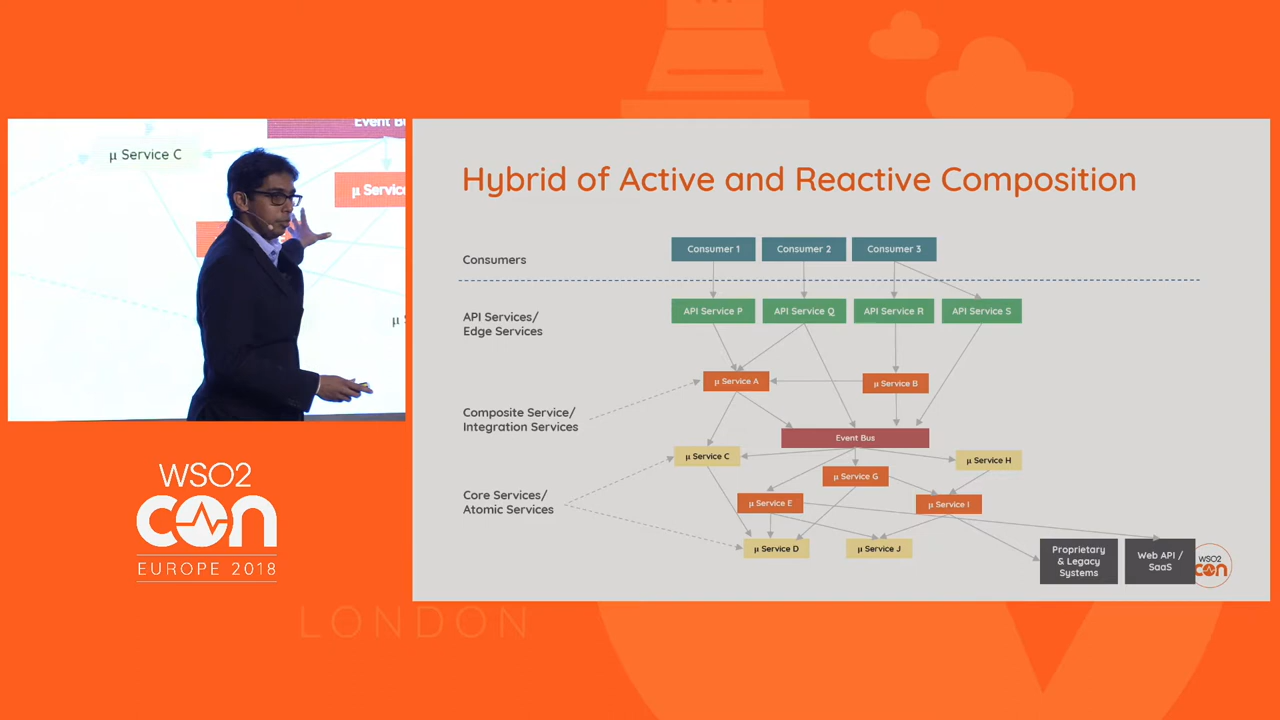 Event B
μ Service C
μ Servic
Hybrid of Active and Reactive Composition
Consumers
Consumer 1
Consumer 2
Consumer 3
API Services/
Edge Services
API Service P
API Service Q
API Service R
API Service S
μ Service A
μ Service B
Composite Service/
Integration Services
Event Bus
μ Service C
μ Service H
μ Service G
Core Services/
Atomic Services
μ Service E
μ Service I
μ Service D
μ Service J
Proprietary
& Legacy
Systems
Web API /
SaaS
WSO2
CON
WSO2
CON
EUROPE 2018
LONDON